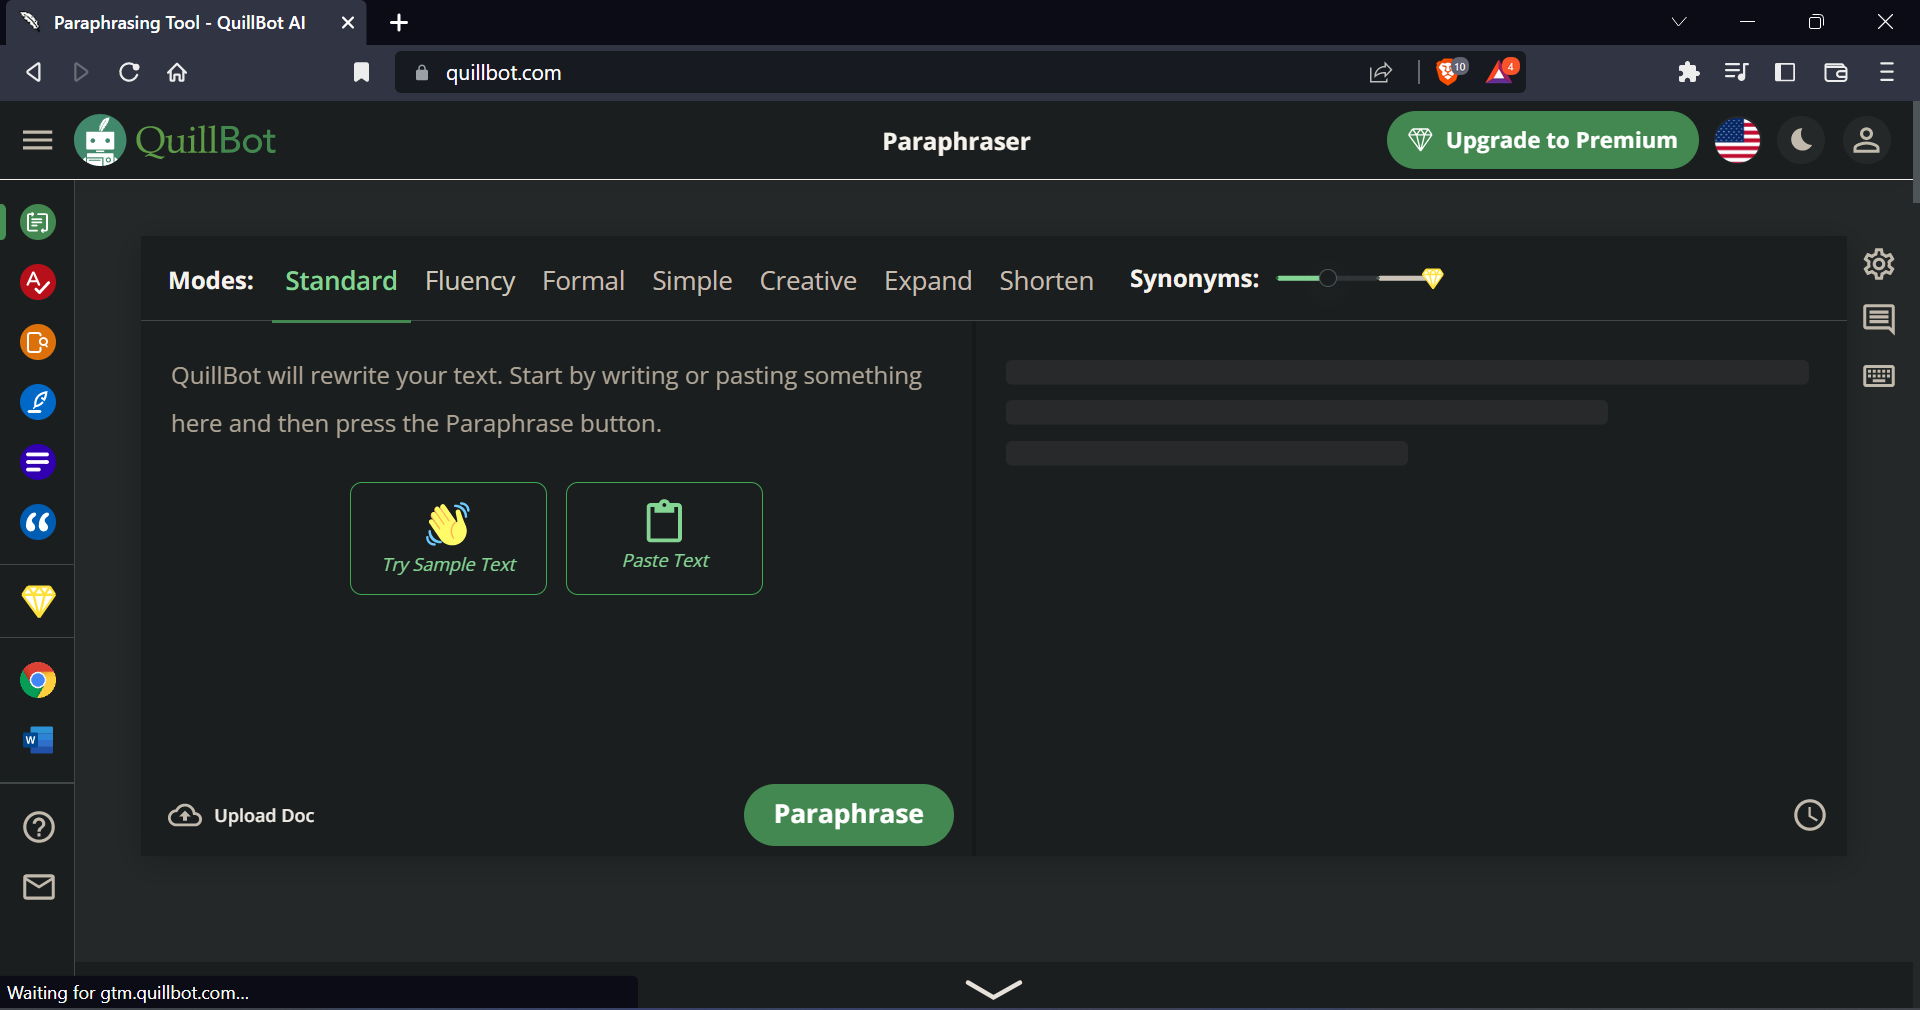 Paraphrasing Tool - QuillBot AI
quillbot.com
10
4
QuillBot
Paraphraser
Upgrade to Premium
Modes: Standard Fluency Formal Simple Creative Expand Shorten Synonyms:
QuillBot will rewrite your text. Start by writing or pasting something
here and then press the Paraphrase button.
Try Sample Text
Paste Text
W
Upload Doc
Paraphrase
Waiting for gtm.quillbot.com...